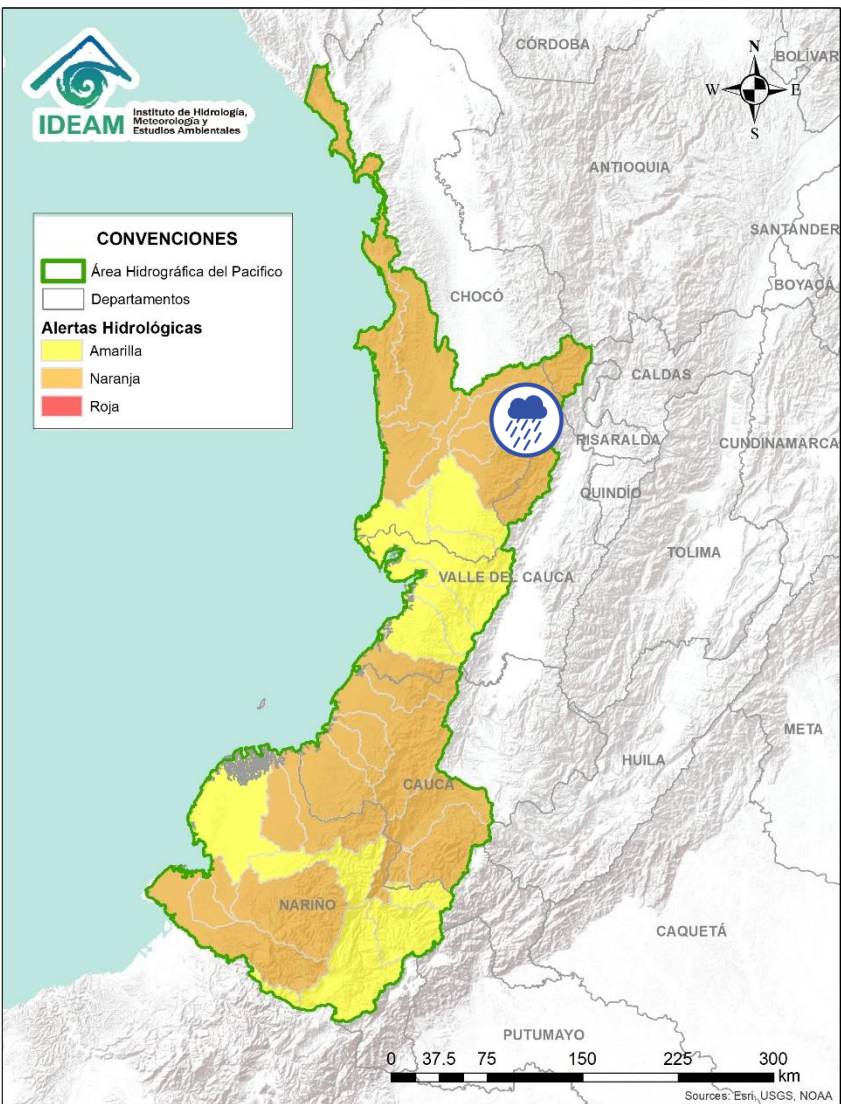 IDEAM
Instituto de Hidrología,
Meteorología y
Estudios Ambientales
N
W
E
S
CÓRDOBA
BOLÍVAR
ANTIOQUIA
SANTANDER
BOYACÁ
CHOCÓ
CALDAS
RISARALDA
CUNDINAMARCA
QUINDÍO
TOLIMA
VALLE DEL CAUCA
META
HUILA
CAUCA
NARIÑO
CAQUETÁ
PUTUMAYO
CONVENCIONES
Área Hidrográfica del Pacifico
Departamentos
Alertas Hidrológicas
Amarilla
Naranja
Roja
0 37.5 75 150 225 300
km
Sources: Esri, USGS, NOAA